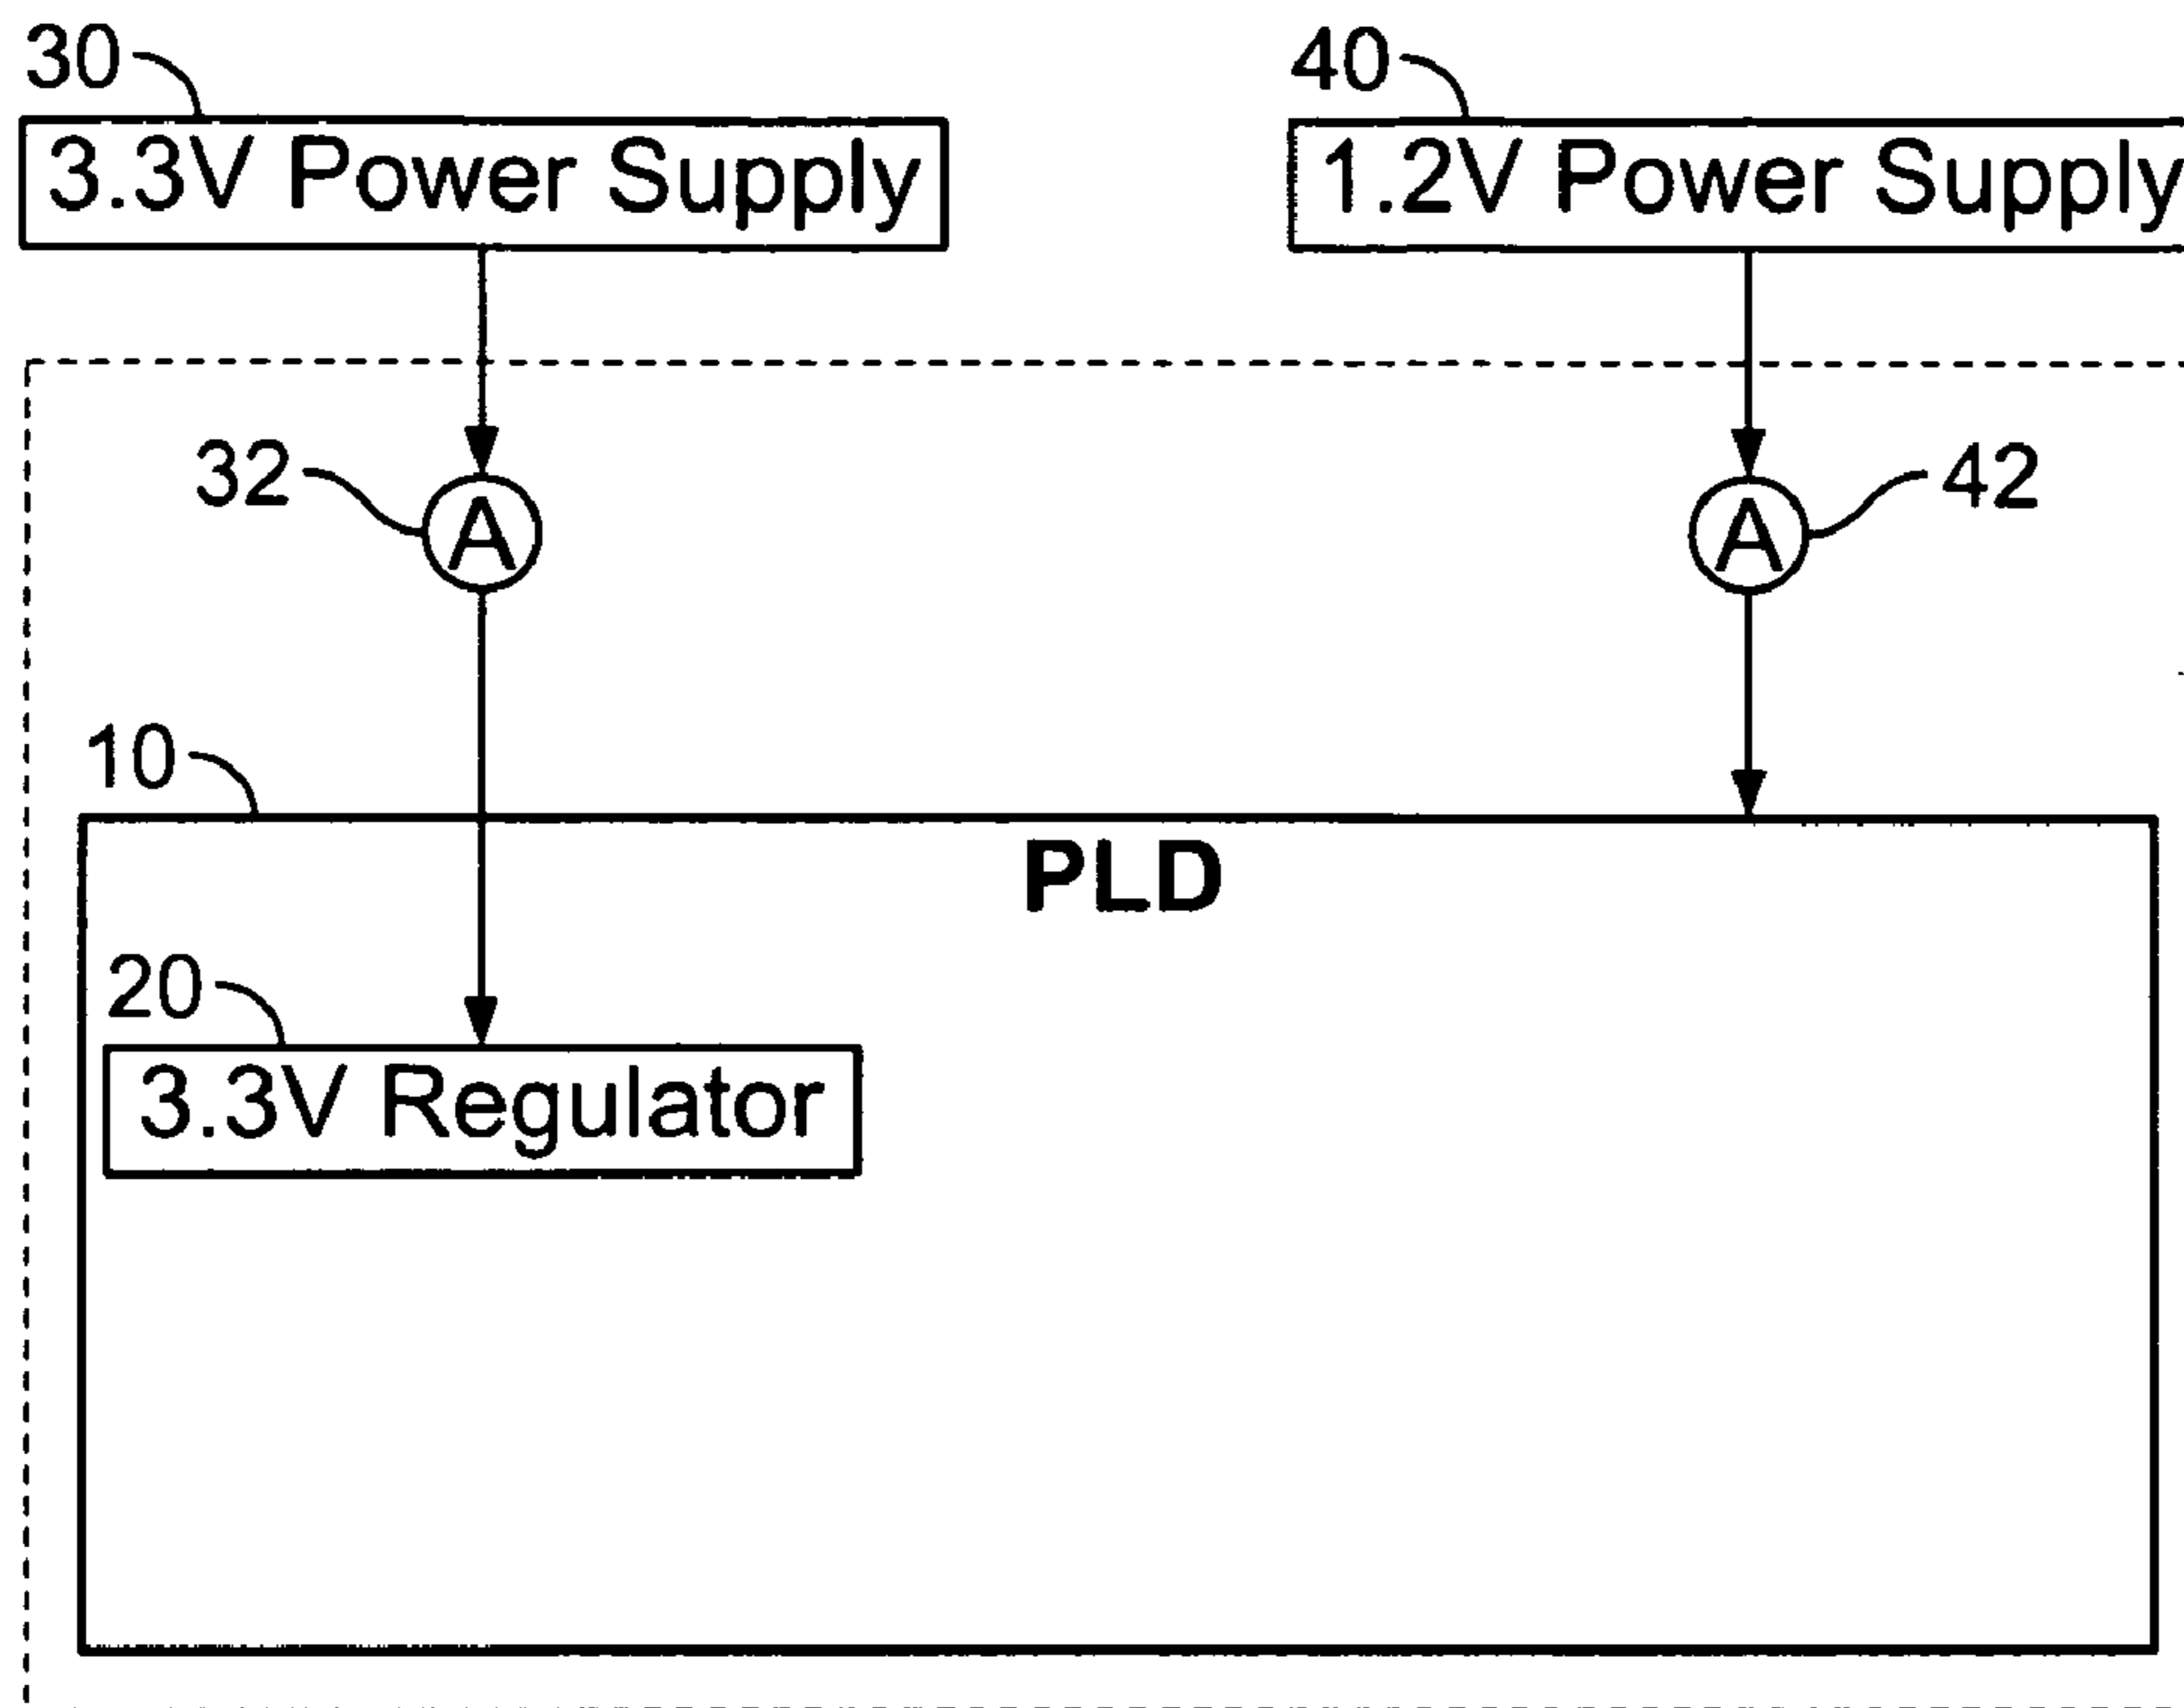 30
40
3.3V Power Supply
1.2V Power Supply
32
A
A
42
10
PLD
20
3.3V Regulator